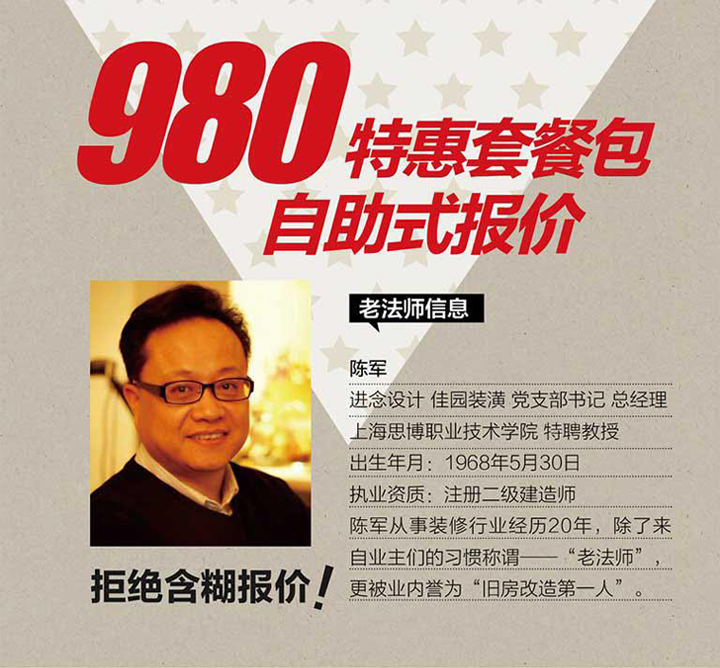 980 特惠套餐包
自助式报价
老法师信息
陈军
进念设计 佳园装潢 党支部书记 总经理
上海思博职业技术学院 特聘教授
出生年月：1968年5月30日
执业资质：注册二级建造师
陈军从事装修行业经历20年，除了来
自业主们的习惯称谓——“老法师”，
更被业内誉为“旧房改造第一人”。
拒绝含糊报价！